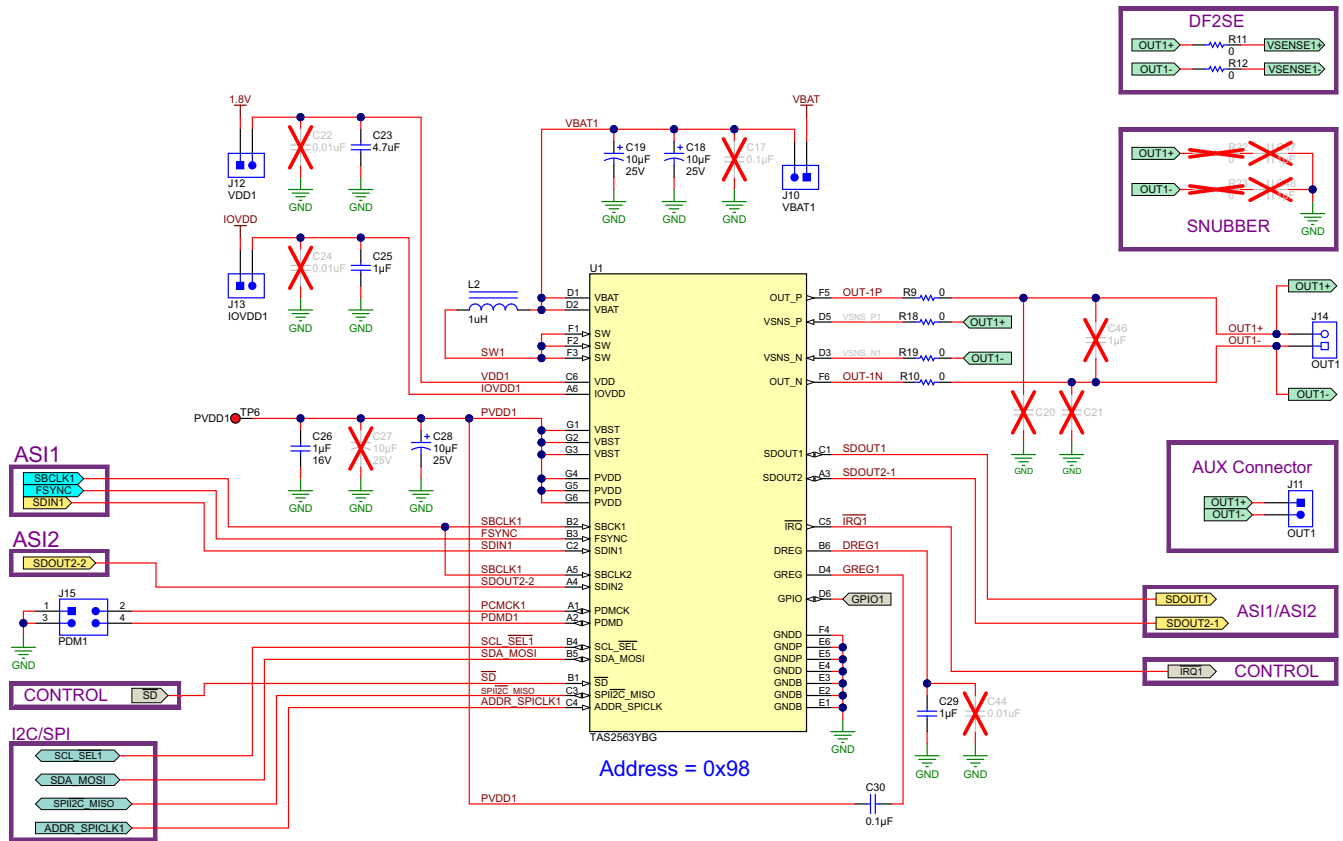 DF2SE
OUT1+ R11 0 VSENSE1+
OUT1- R12 0 VSENSE1-
SNUBBER
OUT1+
OUT1-
GND
1.8V
C22
0.01uF
C23
4.7uF
J12
VDD1
GND
GND
IOVDD
C24
0.01uF
C25
1µF
J13
IOVDD1
GND
GND
VBAT1
VBAT
C19
10µF
25V
C18
10µF
25V
C17
0.1µF
J10
VBAT1
GND
GND
GND
L2
1uH
SW1
VDD1
IOVDD1
PVDD1
TP6
PVDD1
C26
1µF
16V
C27
10µF
25V
C28
10µF
25V
GND
GND
GND
ASI1
SBCLK1
FSYNC
SDIN1
ASI2
SDOUT2-2
J15
1 2
3 4
PDM1
GND
CONTROL
SD
I2C/SPI
SCL_SEL1
SDA_MOSI
SPII2C_MISO
ADDR_SPICLK1
SBCLK1
FSYNC
SDIN1
SBCLK1
SDOUT2-2
PCMCK1
PDMD1
SCL_SEL1
SDA_MOSI
SD
SPII2C_MISO
ADDR_SPICLK1
PVDD1
U1
D1 VBAT
D2 VBAT
F1 SW
F2 SW
F3 SW
C6 VDD
A6 IOVDD
G1 VBST
G2 VBST
G3 VBST
G4 PVDD
G5 PVDD
G6 PVDD
B2 SBCK1
B3 FSYNC
C2 SDIN1
A5 SBCLK2
A4 SDIN2
A1 PDMCK
A2 PDMD
B4 SCL_SEL
B5 SDA_MOSI
B1 SD
C3 SPII2C_MISO
C4 ADDR_SPICLK
OUT_P F5
VSNS_P D5
VSNS_N D3
OUT_N F6
SDOUT1 C1
SDOUT2 A3
IRQ C5
DREG B6
GREG D4
GPIO D6
GNDD F4
GNDP E6
GNDP E5
GNDD E4
GNDB E3
GNDB E2
GNDB E1
TAS2563YBG
Address = 0x98
GND
OUT-1P R9 0
VSNS_P1 R18 0 OUT1+
VSNS_N1 R19 0 OUT1-
OUT-1N R10 0
C46
1µF
C20
C21
GND
GND
OUT1+
OUT1-
OUT1+
J14
OUT1
OUT1-
SDOUT1
SDOUT2-1
IRQ1
DREG1
GREG1
GPIO1
AUX Connector
J11
OUT1+
OUT1-
OUT1
SDOUT1
SDOUT2-1
ASI1/ASI2
IRQ1
CONTROL
C29
1µF
C44
0.01uF
GND
GND
C30
0.1µF